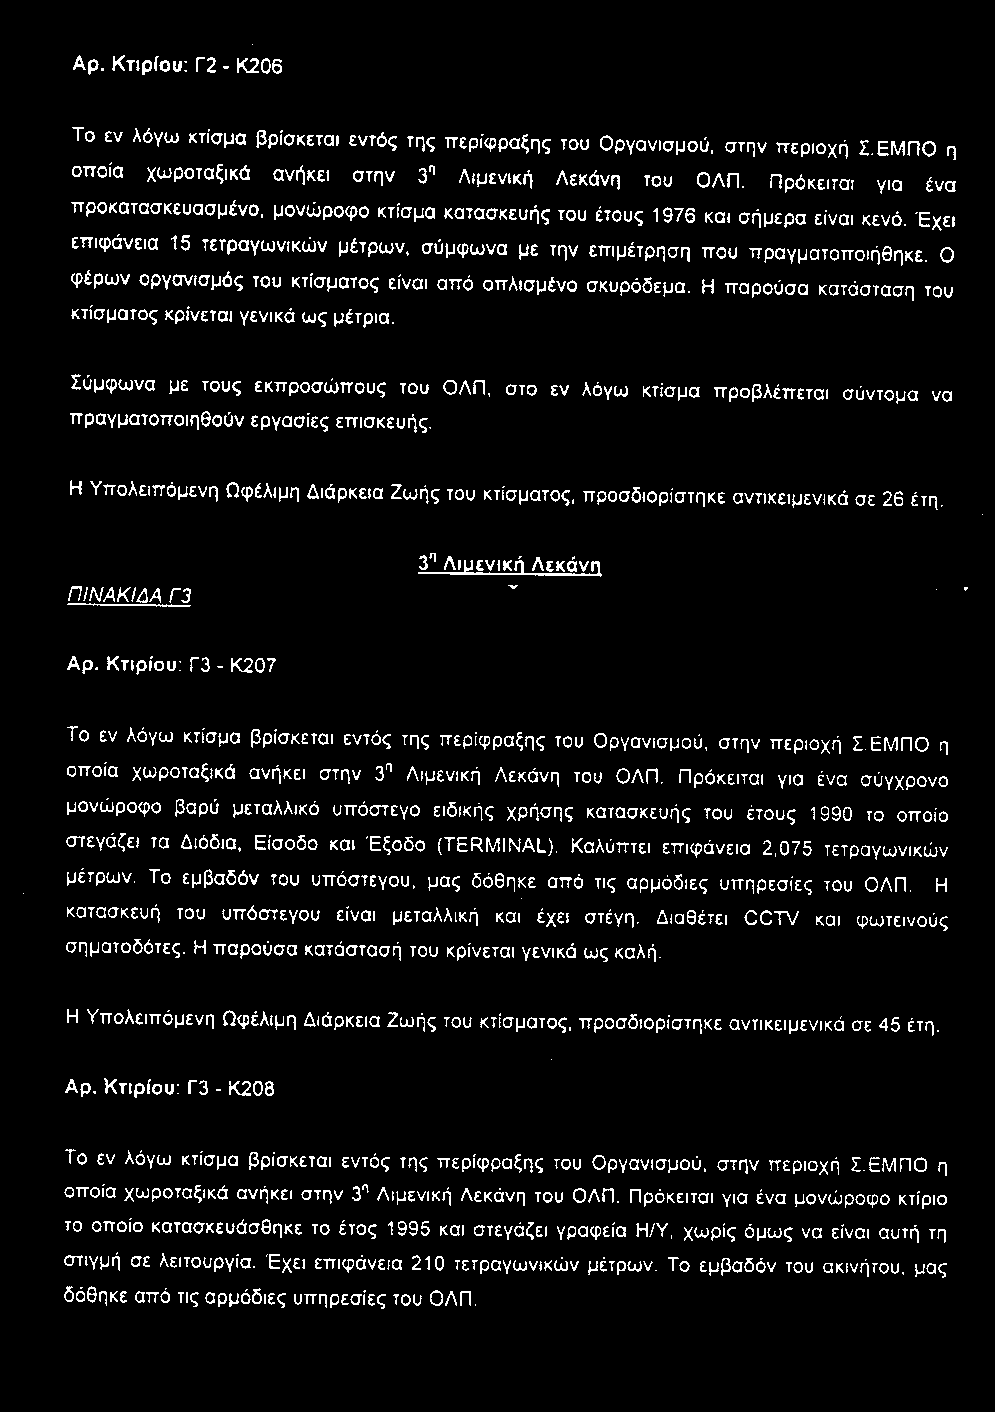 Αρ. Κτιρίου: Γ2 - Κ206
Το εν λόγω κτίσμα βρίσκεται εντός της περίφραξης του Οργανισμού, στην περιοχή Σ.ΕΜΠΟ η
οποία χωροταξικά ανήκει στην 3η Λιμενική Λεκάνη του ΟΛΠ. Πρόκειται για ένα
προκατασκευασμένο, μονώροφο κτίσμα κατασκευής του έτους 1976 και σήμερα είναι κενό. Έχει
επιφάνεια 15 τετραγωνικών μέτρων, σύμφωνα με την επιμέτρηση που πραγματοποιήθηκε. Ο
φέρων οργανισμός του κτίσματος είναι από οπλισμένο σκυρόδεμα. Η παρούσα κατάσταση του
κτίσματος κρίνεται γενικά ως μέτρια.
Σύμφωνα με τους εκπροσώπους του ΟΛΠ, στο εν λόγω κτίσμα προβλέπεται σύντομα να
πραγματοποιηθούν εργασίες επισκευής.
Η Υπολειπόμενη Ωφέλιμη Διάρκεια Ζωής του κτίσματος, προσδιορίστηκε αντικειμενικά σε 26 έτη.
3η Λιμενική Λεκάνη
ΠΙΝΑΚΙΔΑ Γ3
Αρ. Κτιρίου: Γ3 - Κ207
Το εν λόγω κτίσμα βρίσκεται εντός της περίφραξης του Οργανισμού, στην περιοχή Σ.ΕΜΠΟ η
οποία χωροταξικά ανήκει στην 3η Λιμενική Λεκάνη του ΟΛΠ. Πρόκειται για ένα σύγχρονο
μονώροφο βαρύ μεταλλικό υπόστεγο ειδικής χρήσης κατασκευής του έτους 1990 το οποίο
στεγάζει τα Διόδια, Είσοδο και Έξοδο (TERMINAL). Καλύπτει επιφάνεια 2,075 τετραγωνικών
μέτρων. Το εμβαδόν του υπόστεγου, μας δόθηκε από τις αρμόδιες υπηρεσίες του ΟΛΠ. Η
κατασκευή του υπόστεγου είναι μεταλλική και έχει στέγη. Διαθέτει CCTV και φωτεινούς
σηματοδότες. Η παρούσα κατάστασή του κρίνεται γενικά ως καλή.
Η Υπολειπόμενη Ωφέλιμη Διάρκεια Ζωής του κτίσματος, προσδιορίστηκε αντικειμενικά σε 45 έτη.
Αρ. Κτιρίου: Γ3 - Κ208
Το εν λόγω κτίσμα βρίσκεται εντός της περίφραξης του Οργανισμού, στην περιοχή Σ.ΕΜΠΟ η
οποία χωροταξικά ανήκει στην 3η Λιμενική Λεκάνη του ΟΛΠ. Πρόκειται για ένα μονώροφο κτίριο
το οποίο κατασκευάσθηκε το έτος 1995 και στεγάζει γραφεία Η/Υ, χωρίς όμως να είναι αυτή τη
στιγμή σε λειτουργία. Έχει επιφάνεια 210 τετραγωνικών μέτρων. Το εμβαδόν του ακινήτου, μας
δόθηκε από τις αρμόδιες υπηρεσίες του ΟΛΠ.